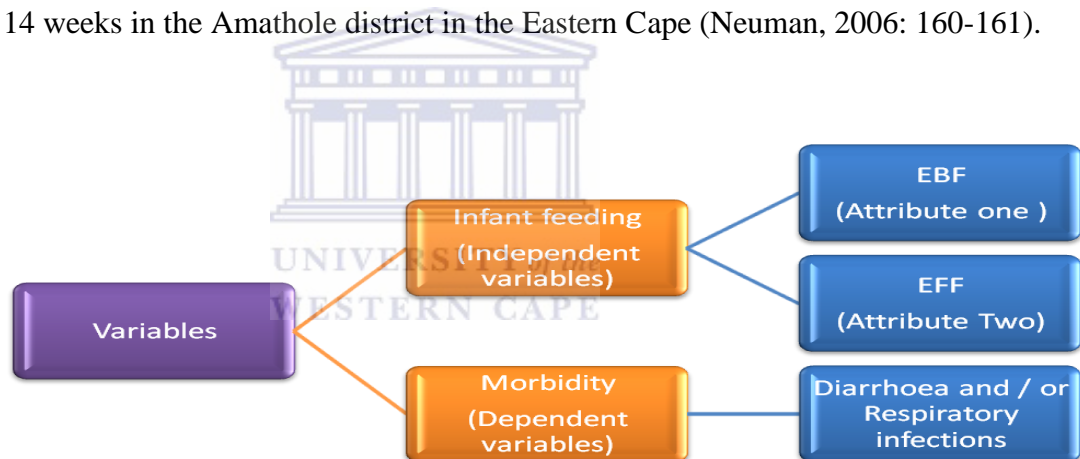 14 weeks in the Amathole district in the Eastern Cape (Neuman, 2006: 160-161).
UNIVERSITY of the
WESTERN CAPE
Variables
Infant feeding
(Independent
variables)
EBF
(Attribute one )
EFF
(Attribute Two)
Morbidity
(Dependent
variables)
Diarrhoea and / or
Respiratory
infections